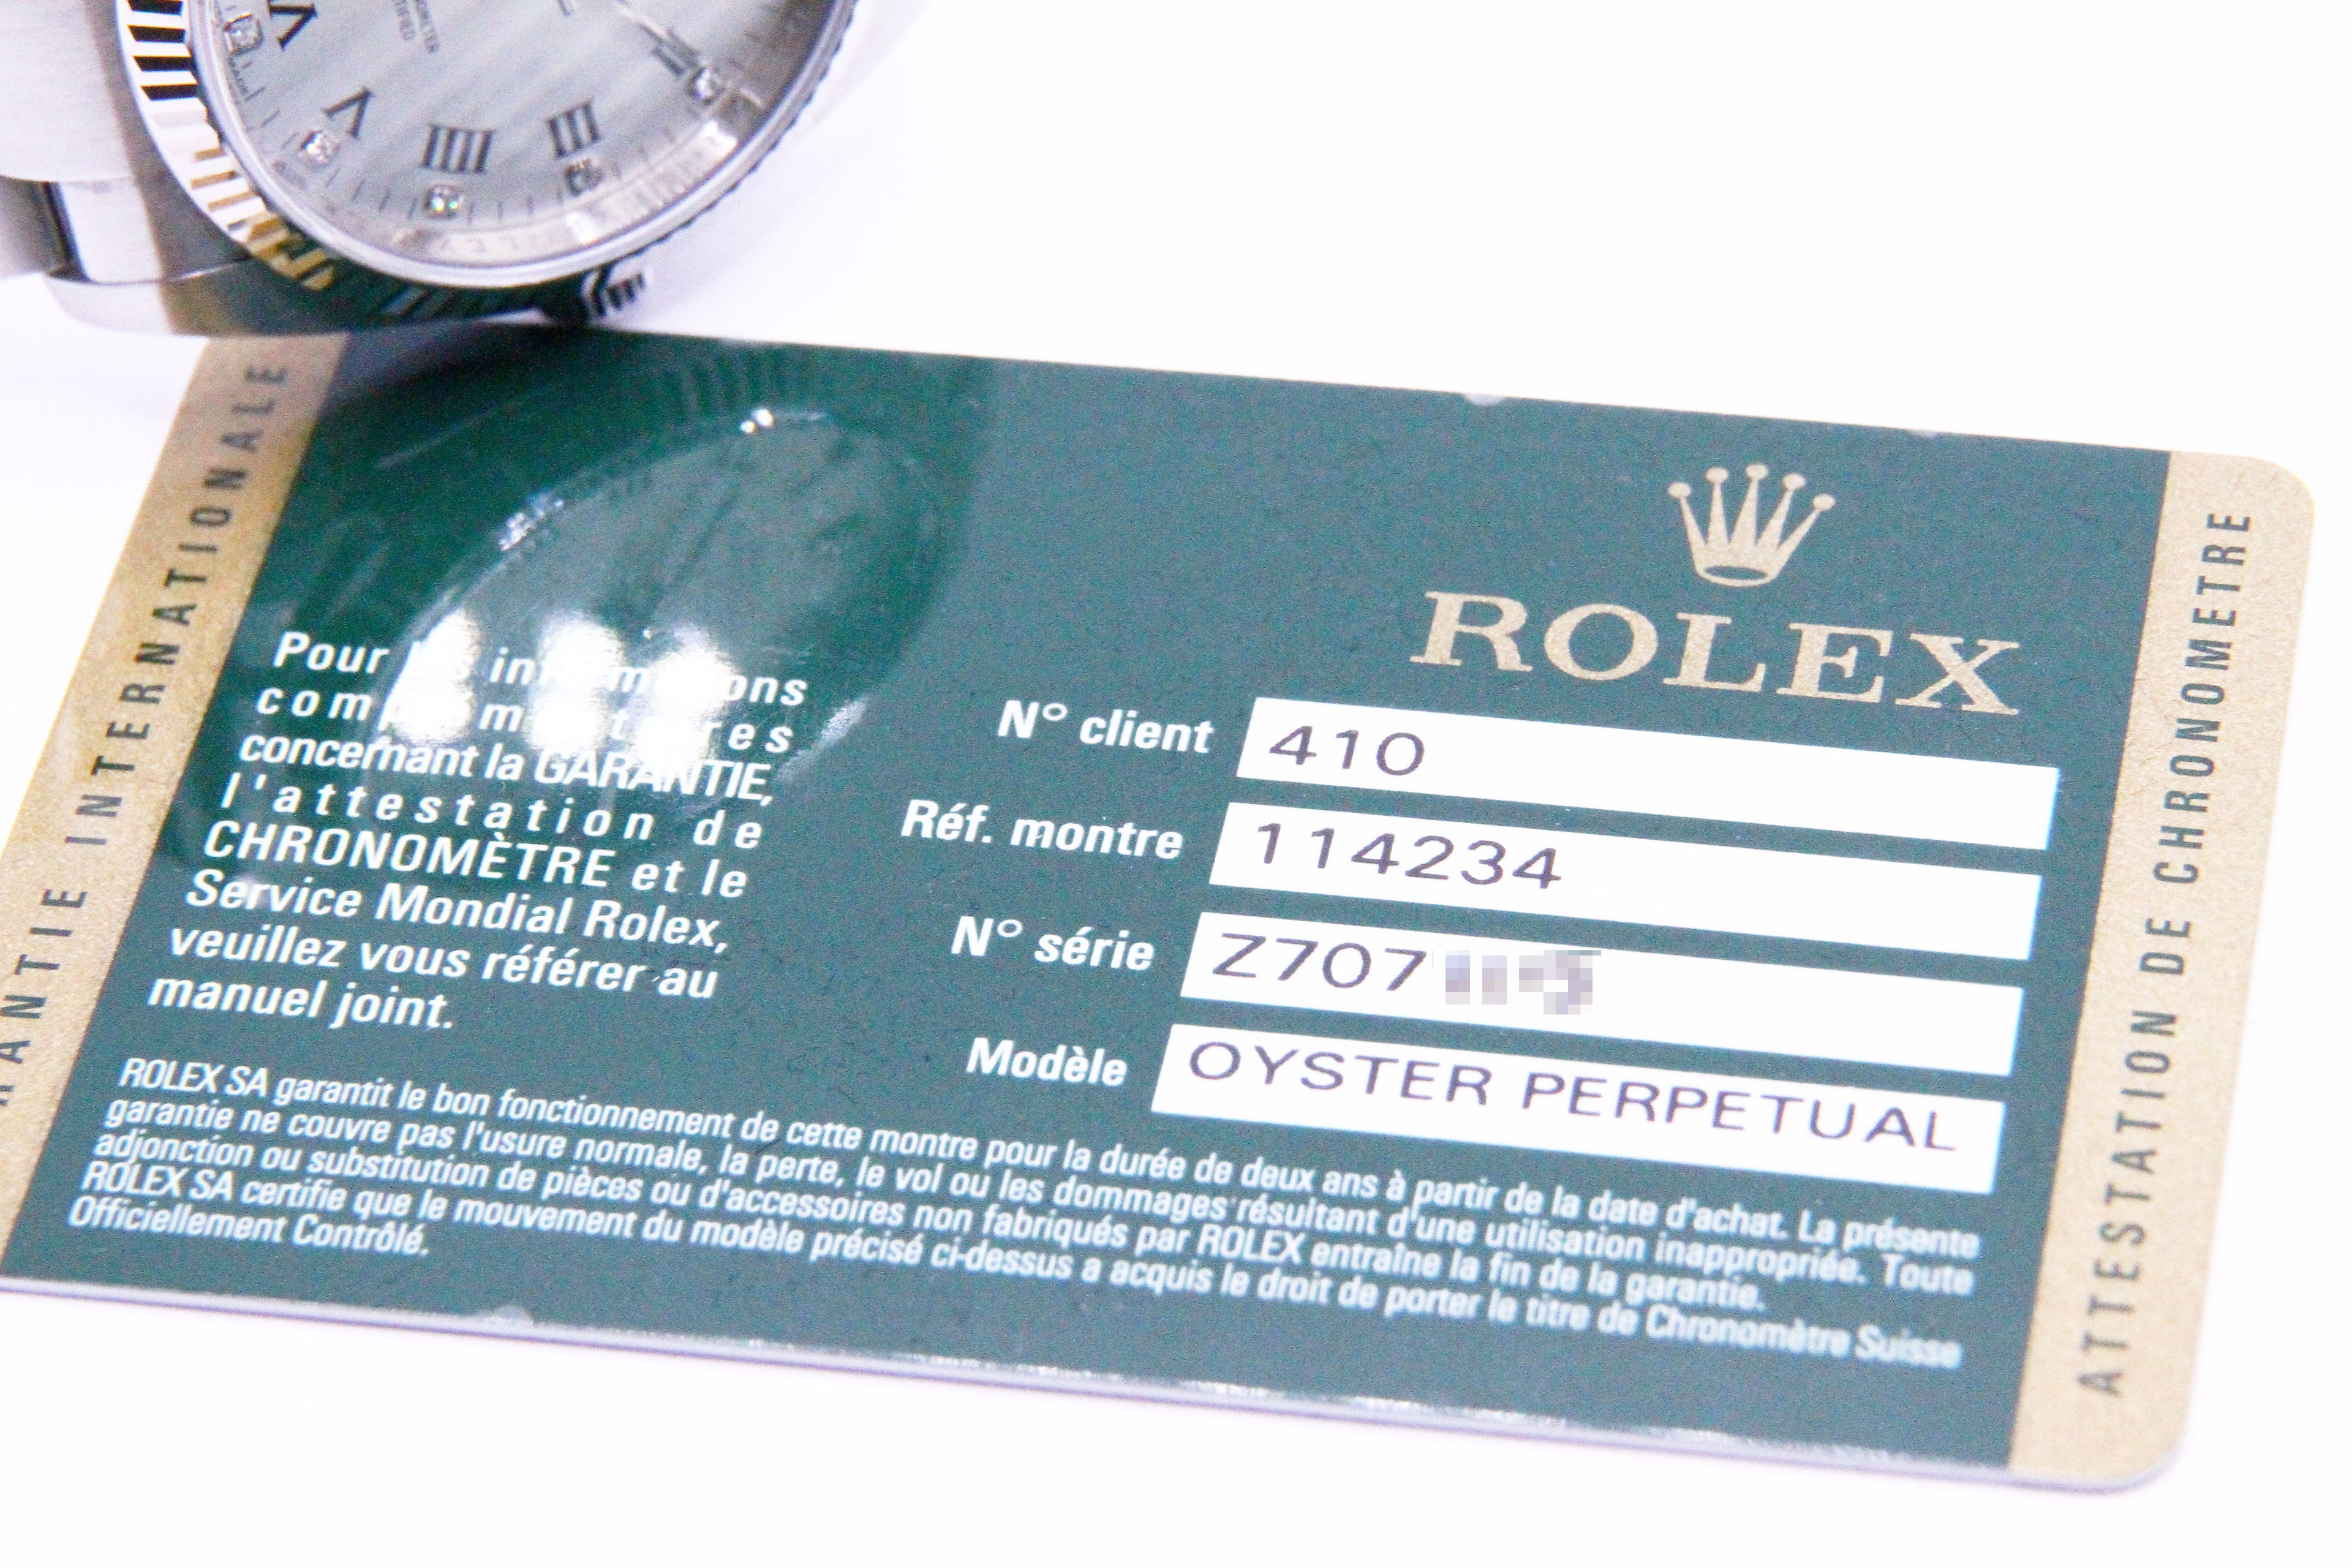 V
V
IIII
III
GARANTIE INTERNATIONALE
ROLEX
N° client 410
Réf. montre 114234
N° série Z707
Modèle OYSTER PERPETUAL
Pour
concernant la GARANTIE,
l'attestation de
CHRONOMÈTRE et le
Service Mondial Rolex,
veuillez vous référer au
manuel joint.
ROLEX SA garantit le bon fonctionnement de cette montre pour la durée de deux ans à partir de la date d'achat. La présente
garantie ne couvre pas l'usure normale, la perte, le vol ou les dommages résultant d'une utilisation inappropriée. Toute
adjonction ou substitution de pièces ou d'accessoires non fabriqués par ROLEX entraîne la fin de la garantie.
ROLEX SA certifie que le mouvement du modèle précisé ci-dessus a acquis le droit de porter le titre de Chronomètre Suisse
Officiellement Contrôlé.
ATTESTATION DE CHRONOMETRE